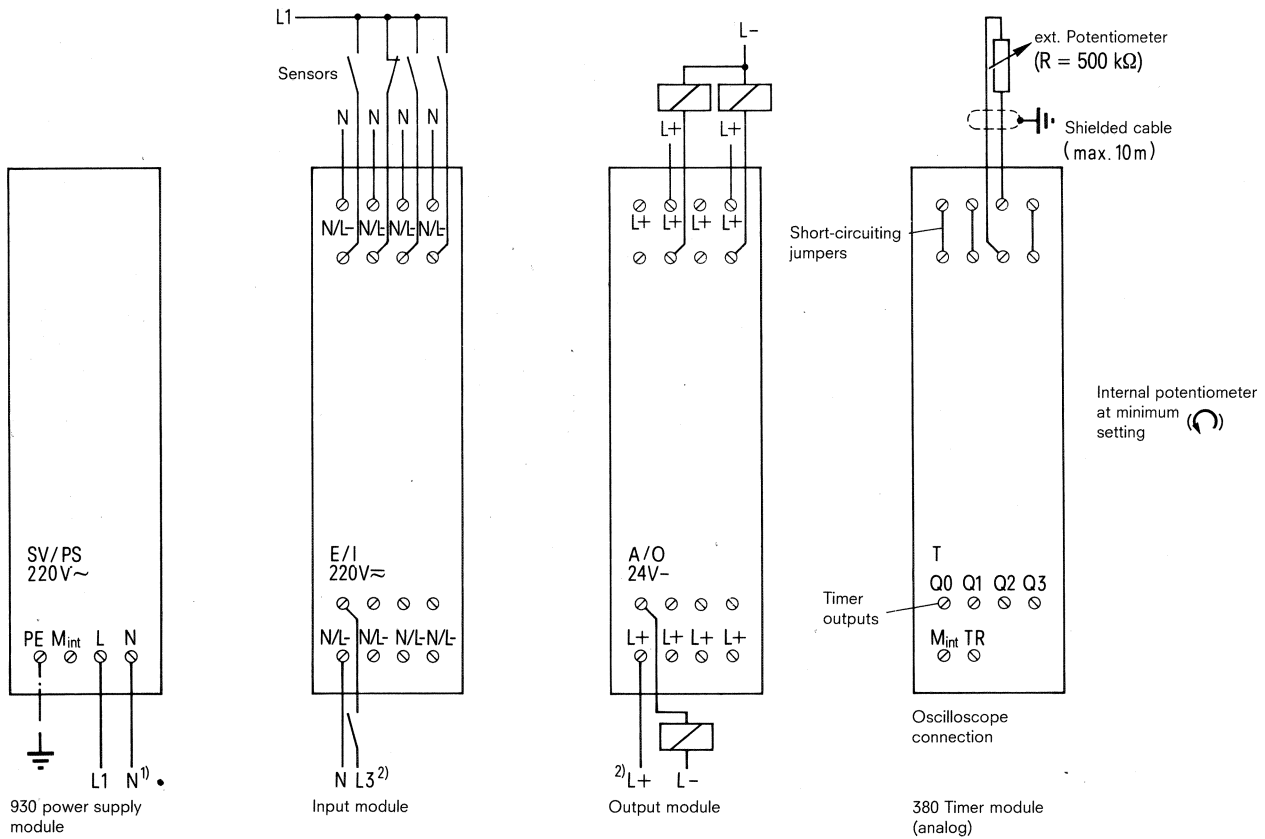 L1
Sensors
N N N N
N/L- N/L- N/L- N/L-
E/I
220V≂
N/L- N/L- N/L- N/L-
N L3²⁾
Input module
SV/PS
220V~
PE Mint L N
L1 N¹⁾
930 power supply
module
L-
L+ L+
L+ L+ L+ L+
A/O
24V-
L+ L+ L+ L+
²⁾L+ L-
Output module
ext. Potentiometer
(R = 500 kΩ)
Shielded cable
(max. 10m)
Short-circuiting
jumpers
Internal potentiometer
at minimum
setting
T
Q0 Q1 Q2 Q3
Timer
outputs
Mint TR
Oscilloscope
connection
380 Timer module
(analog)